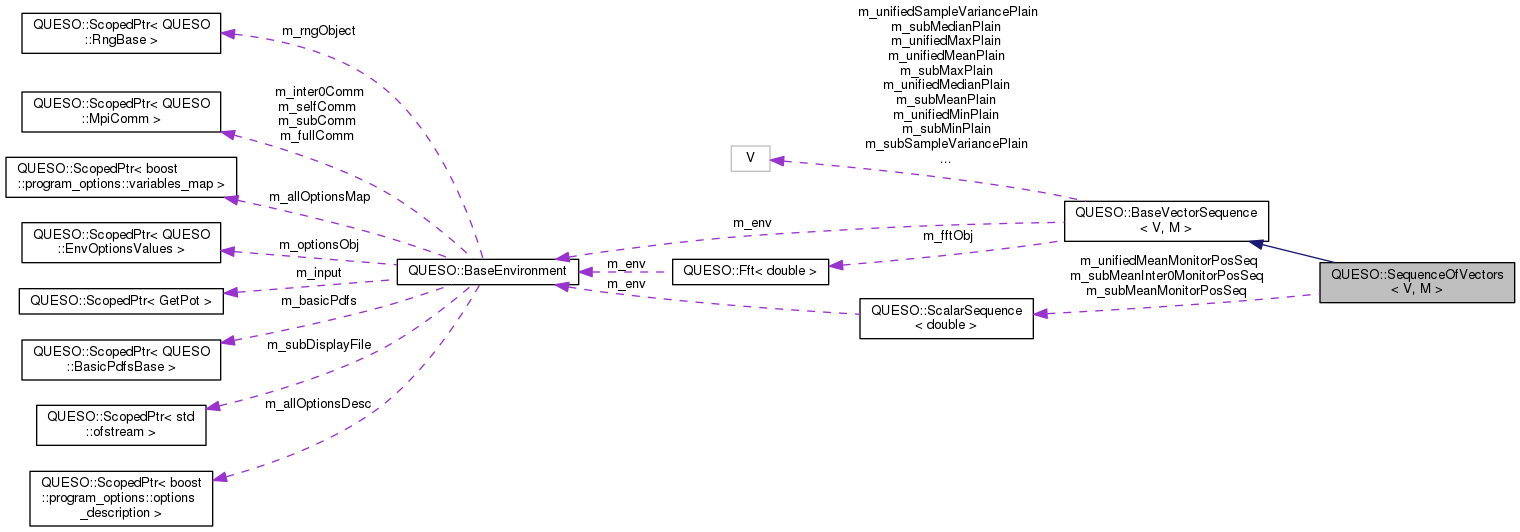 QUESO::ScopedPtr< QUESO
::RngBase >
QUESO::ScopedPtr< QUESO
::MpiComm >
QUESO::ScopedPtr< boost
::program_options::variables_map >
QUESO::ScopedPtr< QUESO
::EnvOptionsValues >
QUESO::ScopedPtr< GetPot >
QUESO::ScopedPtr< QUESO
::BasicPdfsBase >
QUESO::ScopedPtr< std
::ofstream >
QUESO::ScopedPtr< boost
::program_options::options
_description >
m_rngObject
m_inter0Comm
m_selfComm
m_subComm
m_fullComm
m_allOptionsMap
m_optionsObj
m_input
m_basicPdfs
m_subDisplayFile
m_allOptionsDesc
QUESO::BaseEnvironment
m_env
m_env
m_env
QUESO::Fft< double >
V
m_unifiedSampleVariancePlain
m_subMedianPlain
m_unifiedMaxPlain
m_unifiedMeanPlain
m_subMaxPlain
m_unifiedMedianPlain
m_subMeanPlain
m_unifiedMinPlain
m_subMinPlain
m_subSampleVariancePlain
...
m_fftObj
QUESO::ScalarSequence
< double >
QUESO::BaseVectorSequence
< V, M >
m_unifiedMeanMonitorPosSeq
m_subMeanInter0MonitorPosSeq
m_subMeanMonitorPosSeq
QUESO::SequenceOfVectors
< V, M >